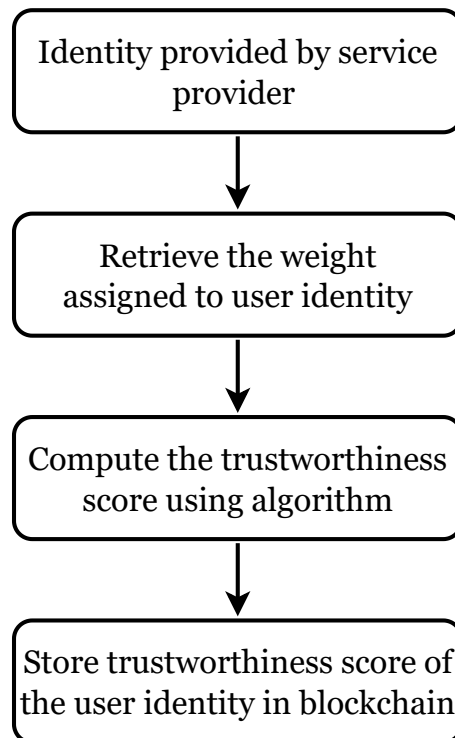 Identity provided by service
provider
Retrieve the weight
assigned to user identity
Compute the trustworthiness
score using algorithm
Store trustworthiness score of
the user identity in blockchain